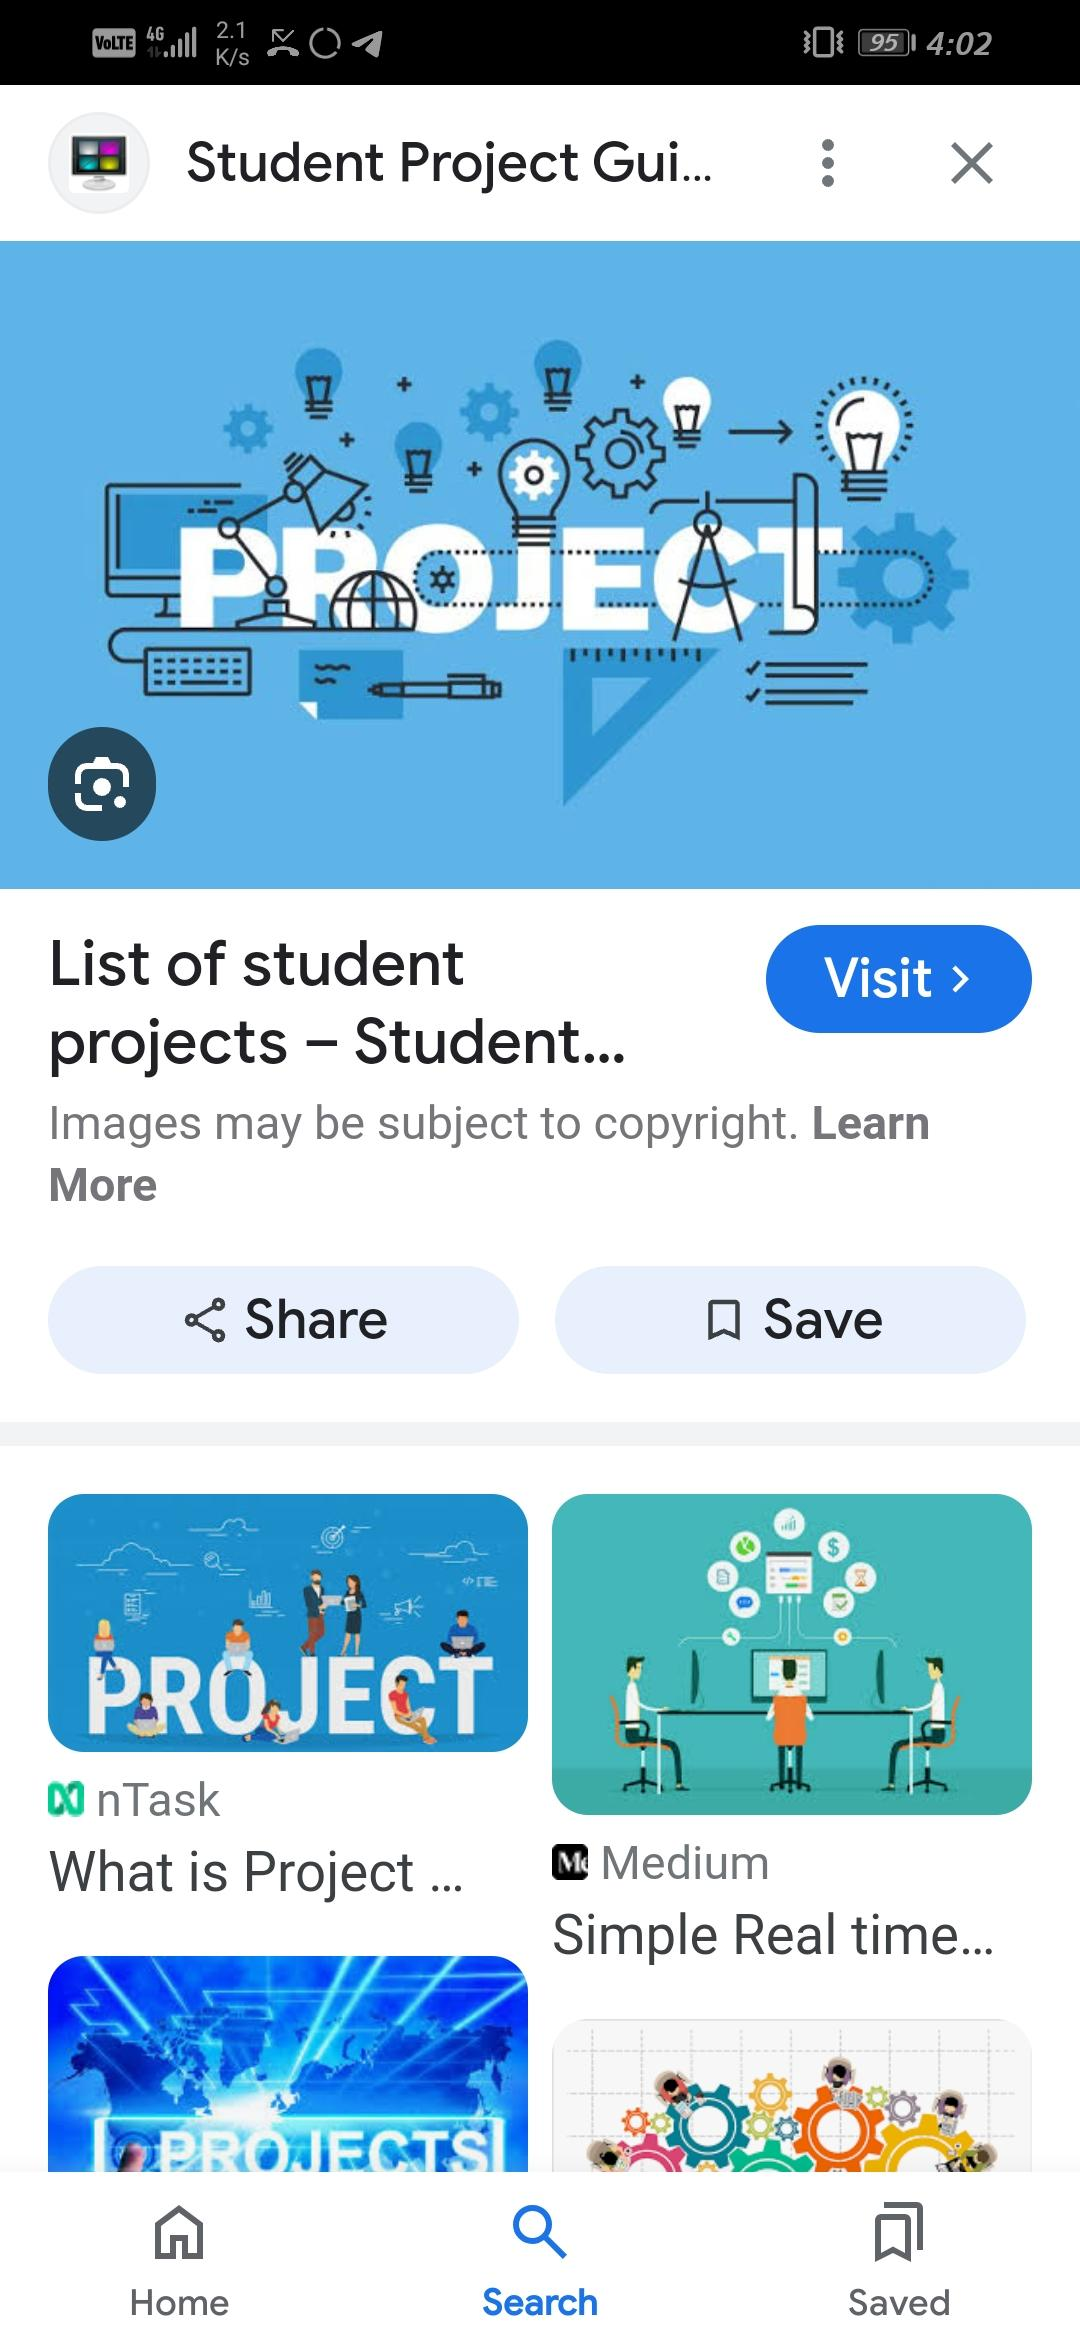 VoLTE 4G 2.1 K/s 95 4:02
Student Project Gui...
PROJECT
List of student
projects – Student...
Visit
Images may be subject to copyright. Learn
More
Share
Save
PROJECT
nTask
What is Project ...
Medium
Simple Real time...
PROJECTS
Home
Search
Saved